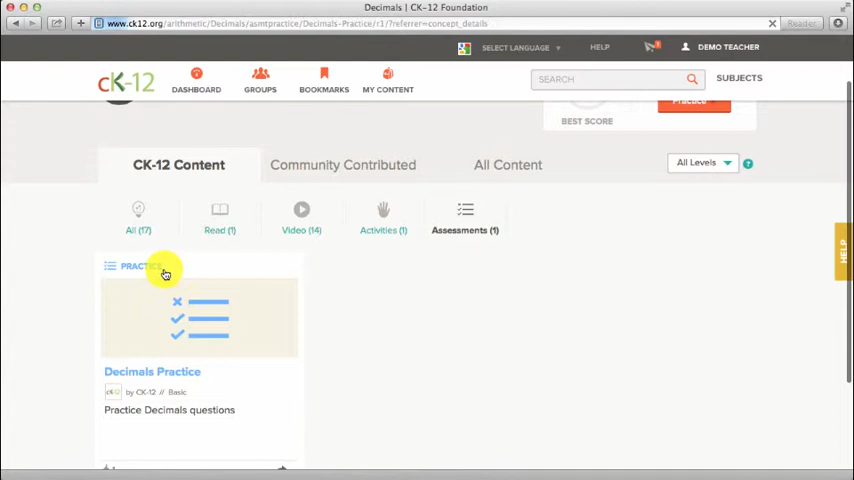 Decimals | CK-12 Foundation
www.ck12.org/arithmetic/Decimals/asmtpractice/Decimals-Practice/r1/?referrer=concept_details
Reader
SELECT LANGUAGE
HELP
DEMO TEACHER
cK-12
DASHBOARD
GROUPS
BOOKMARKS
MY CONTENT
SEARCH
SUBJECTS
Practice
BEST SCORE
CK-12 Content
Community Contributed
All Content
All Levels
?
All (17)
Read (1)
Video (14)
Activities (1)
Assessments (1)
HELP
PRACTICE
Decimals Practice
cK-12 by CK-12 // Basic
Practice Decimals questions